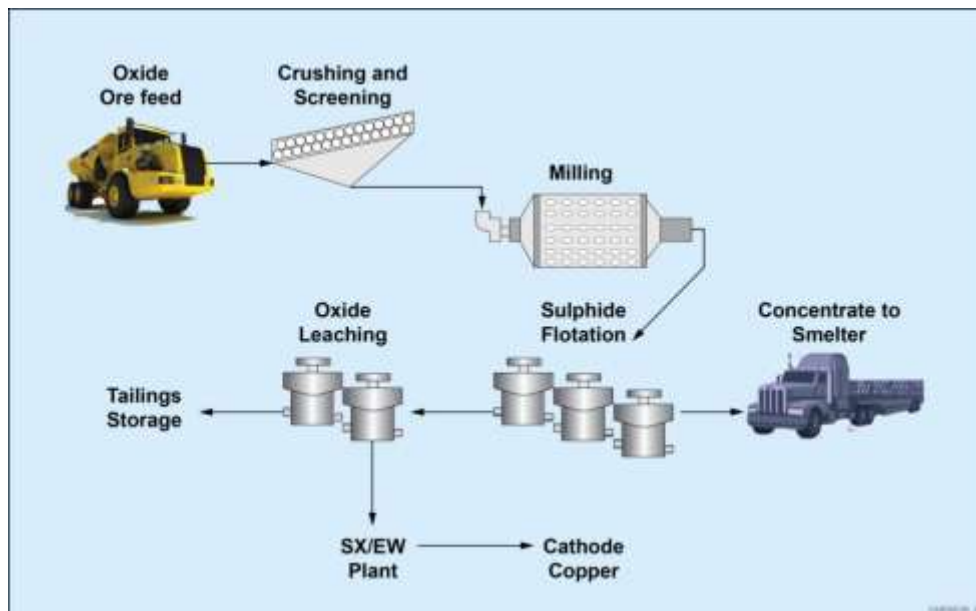 Oxide
Ore feed
Crushing and
Screening
Milling
Oxide
Leaching
Sulphide
Flotation
Concentrate to
Smelter
Tailings
Storage
SX/EW
Plant
Cathode
Copper